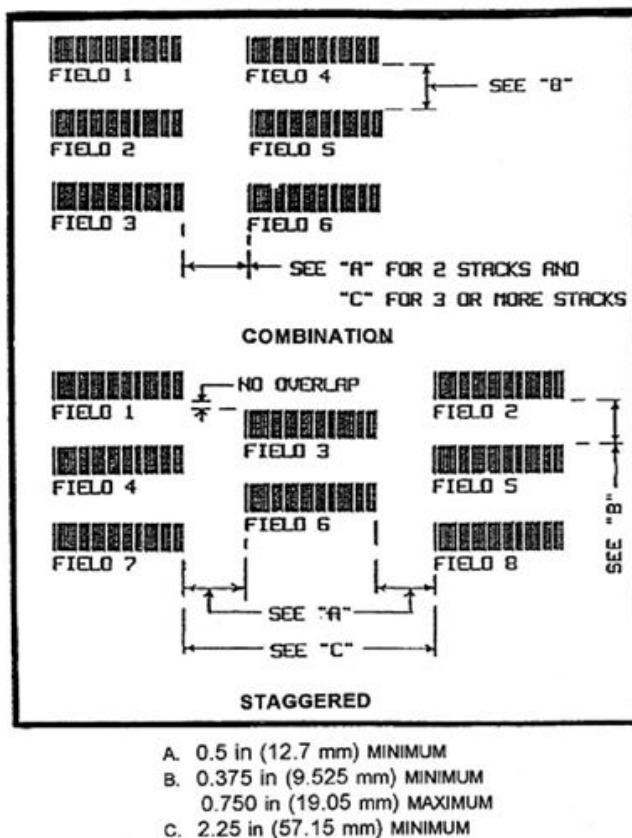 FIELD 1 FIELD 4
SEE "B"
FIELD 2 FIELD 5
FIELD 3 FIELD 6
SEE "A" FOR 2 STACKS AND
"C" FOR 3 OR MORE STACKS
COMBINATION
NO OVERLAP
FIELD 1 FIELD 2
FIELD 3
FIELD 4 FIELD 5
FIELD 6
FIELD 7 FIELD 8
SEE "B"
SEE "A"
SEE "C"
STAGGERED
A. 0.5 in (12.7 mm) MINIMUM
B. 0.375 in (9.525 mm) MINIMUM
0.750 in (19.05 mm) MAXIMUM
C. 2.25 in (57.15 mm) MINIMUM